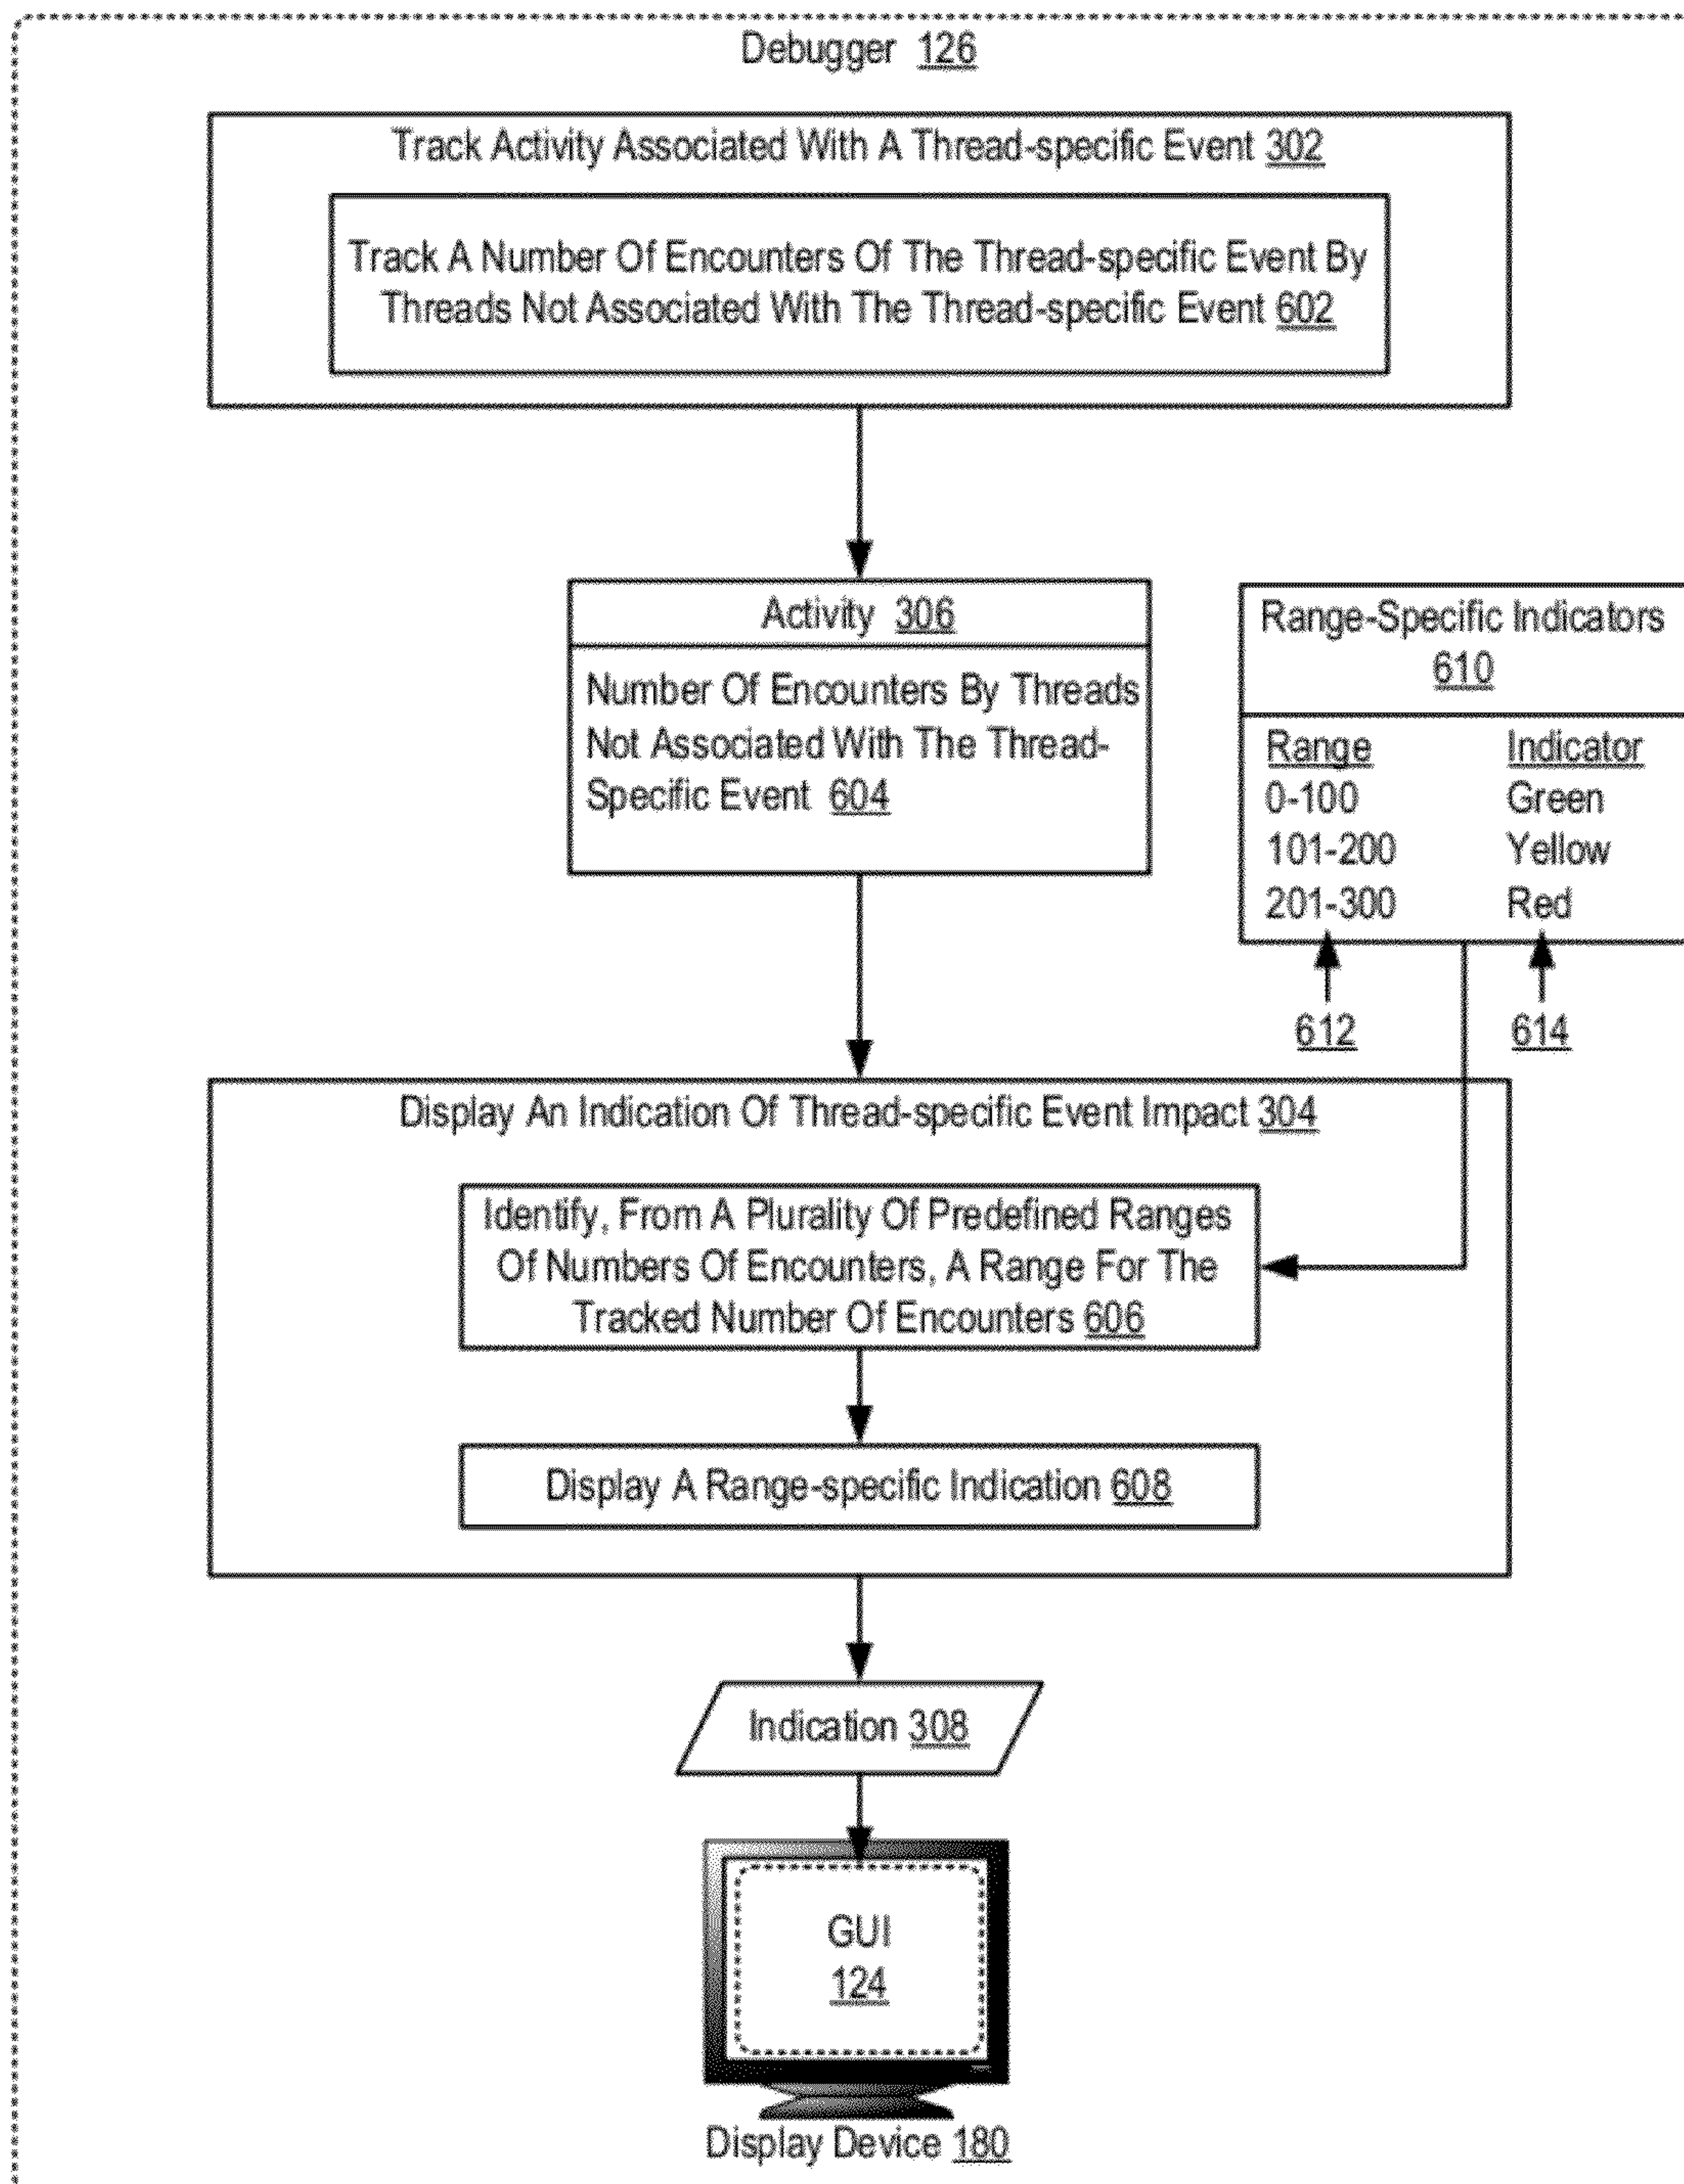 Debugger 126
Track Activity Associated With A Thread-specific Event 302
Track A Number Of Encounters Of The Thread-specific Event By
Threads Not Associated With The Thread-specific Event 602
Activity 306
Number Of Encounters By Threads
Not Associated With The Thread-
Specific Event 604
Range-Specific Indicators
610
Range Indicator
0-100 Green
101-200 Yellow
201-300 Red
612 614
Display An Indication Of Thread-specific Event Impact 304
Identify, From A Plurality Of Predefined Ranges
Of Numbers Of Encounters, A Range For The
Tracked Number Of Encounters 606
Display A Range-specific Indication 608
Indication 308
GUI
124
Display Device 180